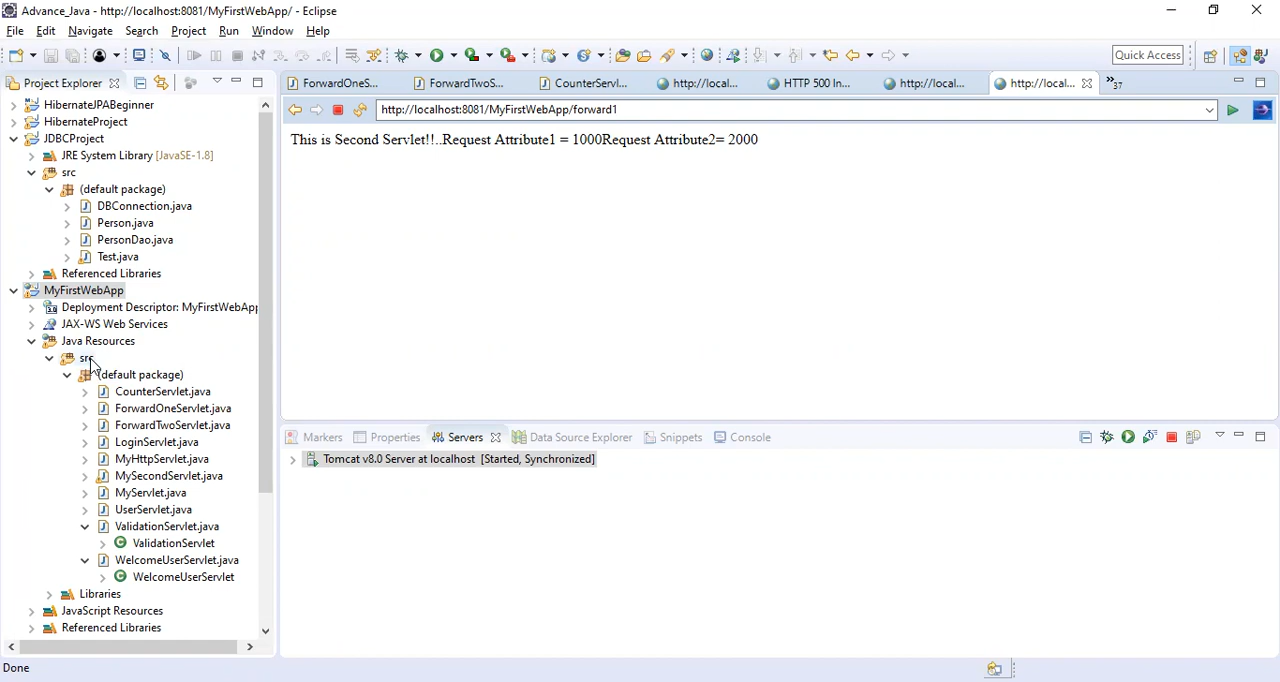 Advance_Java - http://localhost:8081/MyFirstWebApp/ - Eclipse
File Edit Navigate Search Project Run Window Help
Quick Access
Project Explorer
ForwardOneS... ForwardTwoS... CounterServl... http://local... HTTP 500 In... http://local... http://local... »37
http://localhost:8081/MyFirstWebApp/forward1
This is Second Servlet!!..Request Attribute1 = 1000Request Attribute2= 2000
HibernateJPABeginner
HibernateProject
JDBCProject
JRE System Library [JavaSE-1.8]
src
(default package)
DBConnection.java
Person.java
PersonDao.java
Test.java
Referenced Libraries
MyFirstWebApp
Deployment Descriptor: MyFirstWebApp
JAX-WS Web Services
Java Resources
src
(default package)
CounterServlet.java
ForwardOneServlet.java
ForwardTwoServlet.java
LoginServlet.java
MyHttpServlet.java
MySecondServlet.java
MyServlet.java
UserServlet.java
ValidationServlet.java
ValidationServlet
WelcomeUserServlet.java
WelcomeUserServlet
Libraries
JavaScript Resources
Referenced Libraries
Markers Properties Servers Data Source Explorer Snippets Console
Tomcat v8.0 Server at localhost [Started, Synchronized]
Done